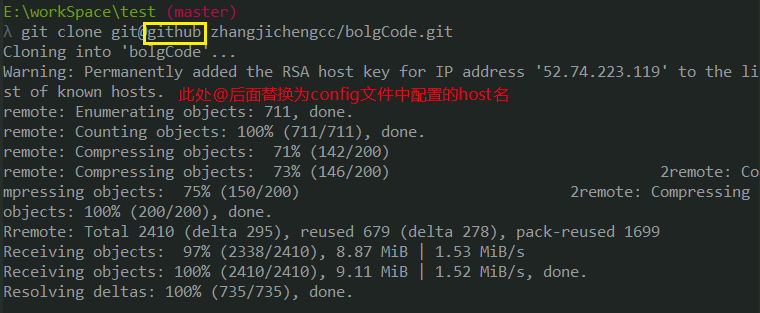 E:\workSpace\test (master)
λ git clone git@github:zhangjichengcc/bolgCode.git
Cloning into 'bolgCode'...
Warning: Permanently added the RSA host key for IP address '52.74.223.119' to the li
st of known hosts. 此处@后面替换为config文件中配置的host名
remote: Enumerating objects: 711, done.
remote: Counting objects: 100% (711/711), done.
remote: Compressing objects:  71% (142/200)
remote: Compressing objects:  73% (146/200)                    2remote: Co
mpressing objects:  75% (150/200)                    2remote: Compressing
objects: 100% (200/200), done.
Rremote: Total 2410 (delta 295), reused 679 (delta 278), pack-reused 1699
Receiving objects:  97% (2338/2410), 8.87 MiB | 1.53 MiB/s
Receiving objects: 100% (2410/2410), 9.11 MiB | 1.52 MiB/s, done.
Resolving deltas: 100% (735/735), done.